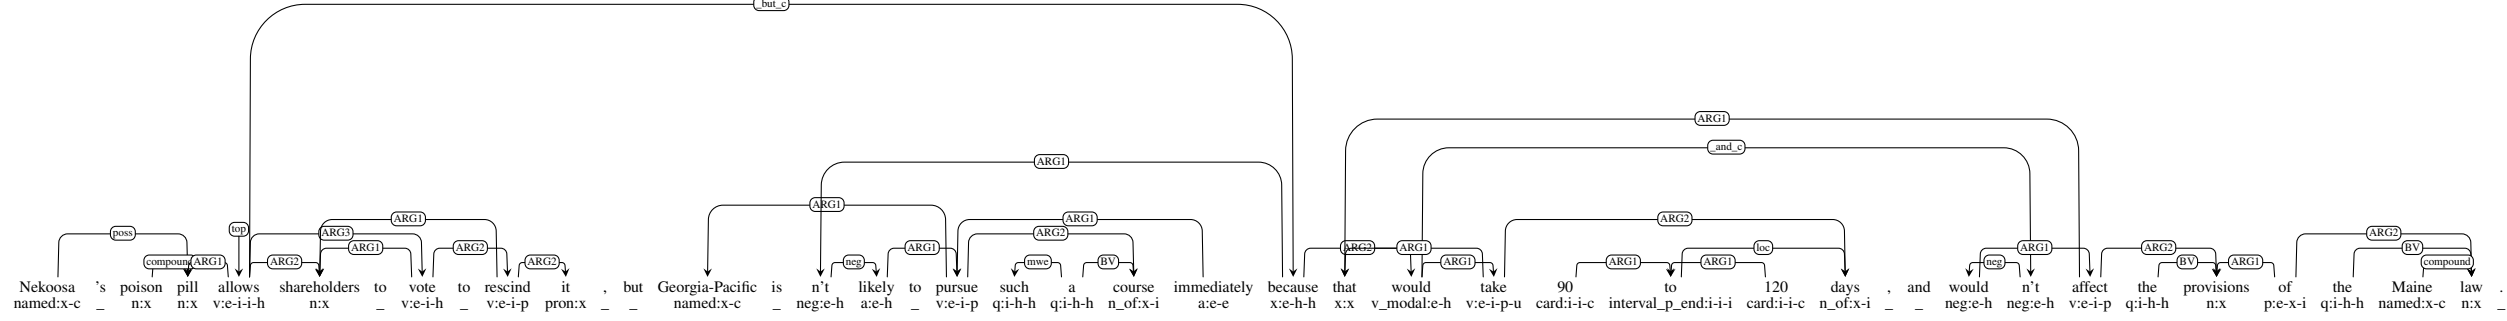 _but_c
ARG1
_and_c
ARG1
ARG1
ARG1 ARG1 ARG2
top
poss ARG3 ARG2 ARG2
ARG1 ARG2 ARG1 ARG2 ARG1 loc ARG1 ARG2 BV
compound ARG1 ARG2 ARG2 neg mwe BV ARG1 ARG1 ARG1 neg BV ARG1 compound
Nekoosa 's poison pill allows shareholders to vote to rescind it , but Georgia-Pacific is n't likely to pursue such a course immediately because that would take 90 to 120 days , and would n't affect the provisions of the Maine law .
named:x-c _ n:x n:x v:e-i-i-h n:x _ v:e-i-h _ v:e-i-p pron:x _ _ named:x-c _ neg:e-h a:e-h _ v:e-i-p q:i-h-h q:i-h-h n_of:x-i a:e-e x:e-h-h x:x v_modal:e-h v:e-i-p-u card:i-i-c interval_p_end:i-i-i card:i-i-c n_of:x-i _ _ neg:e-h neg:e-h v:e-i-p q:i-h-h n:x p:e-x-i q:i-h-h named:x-c n:x _